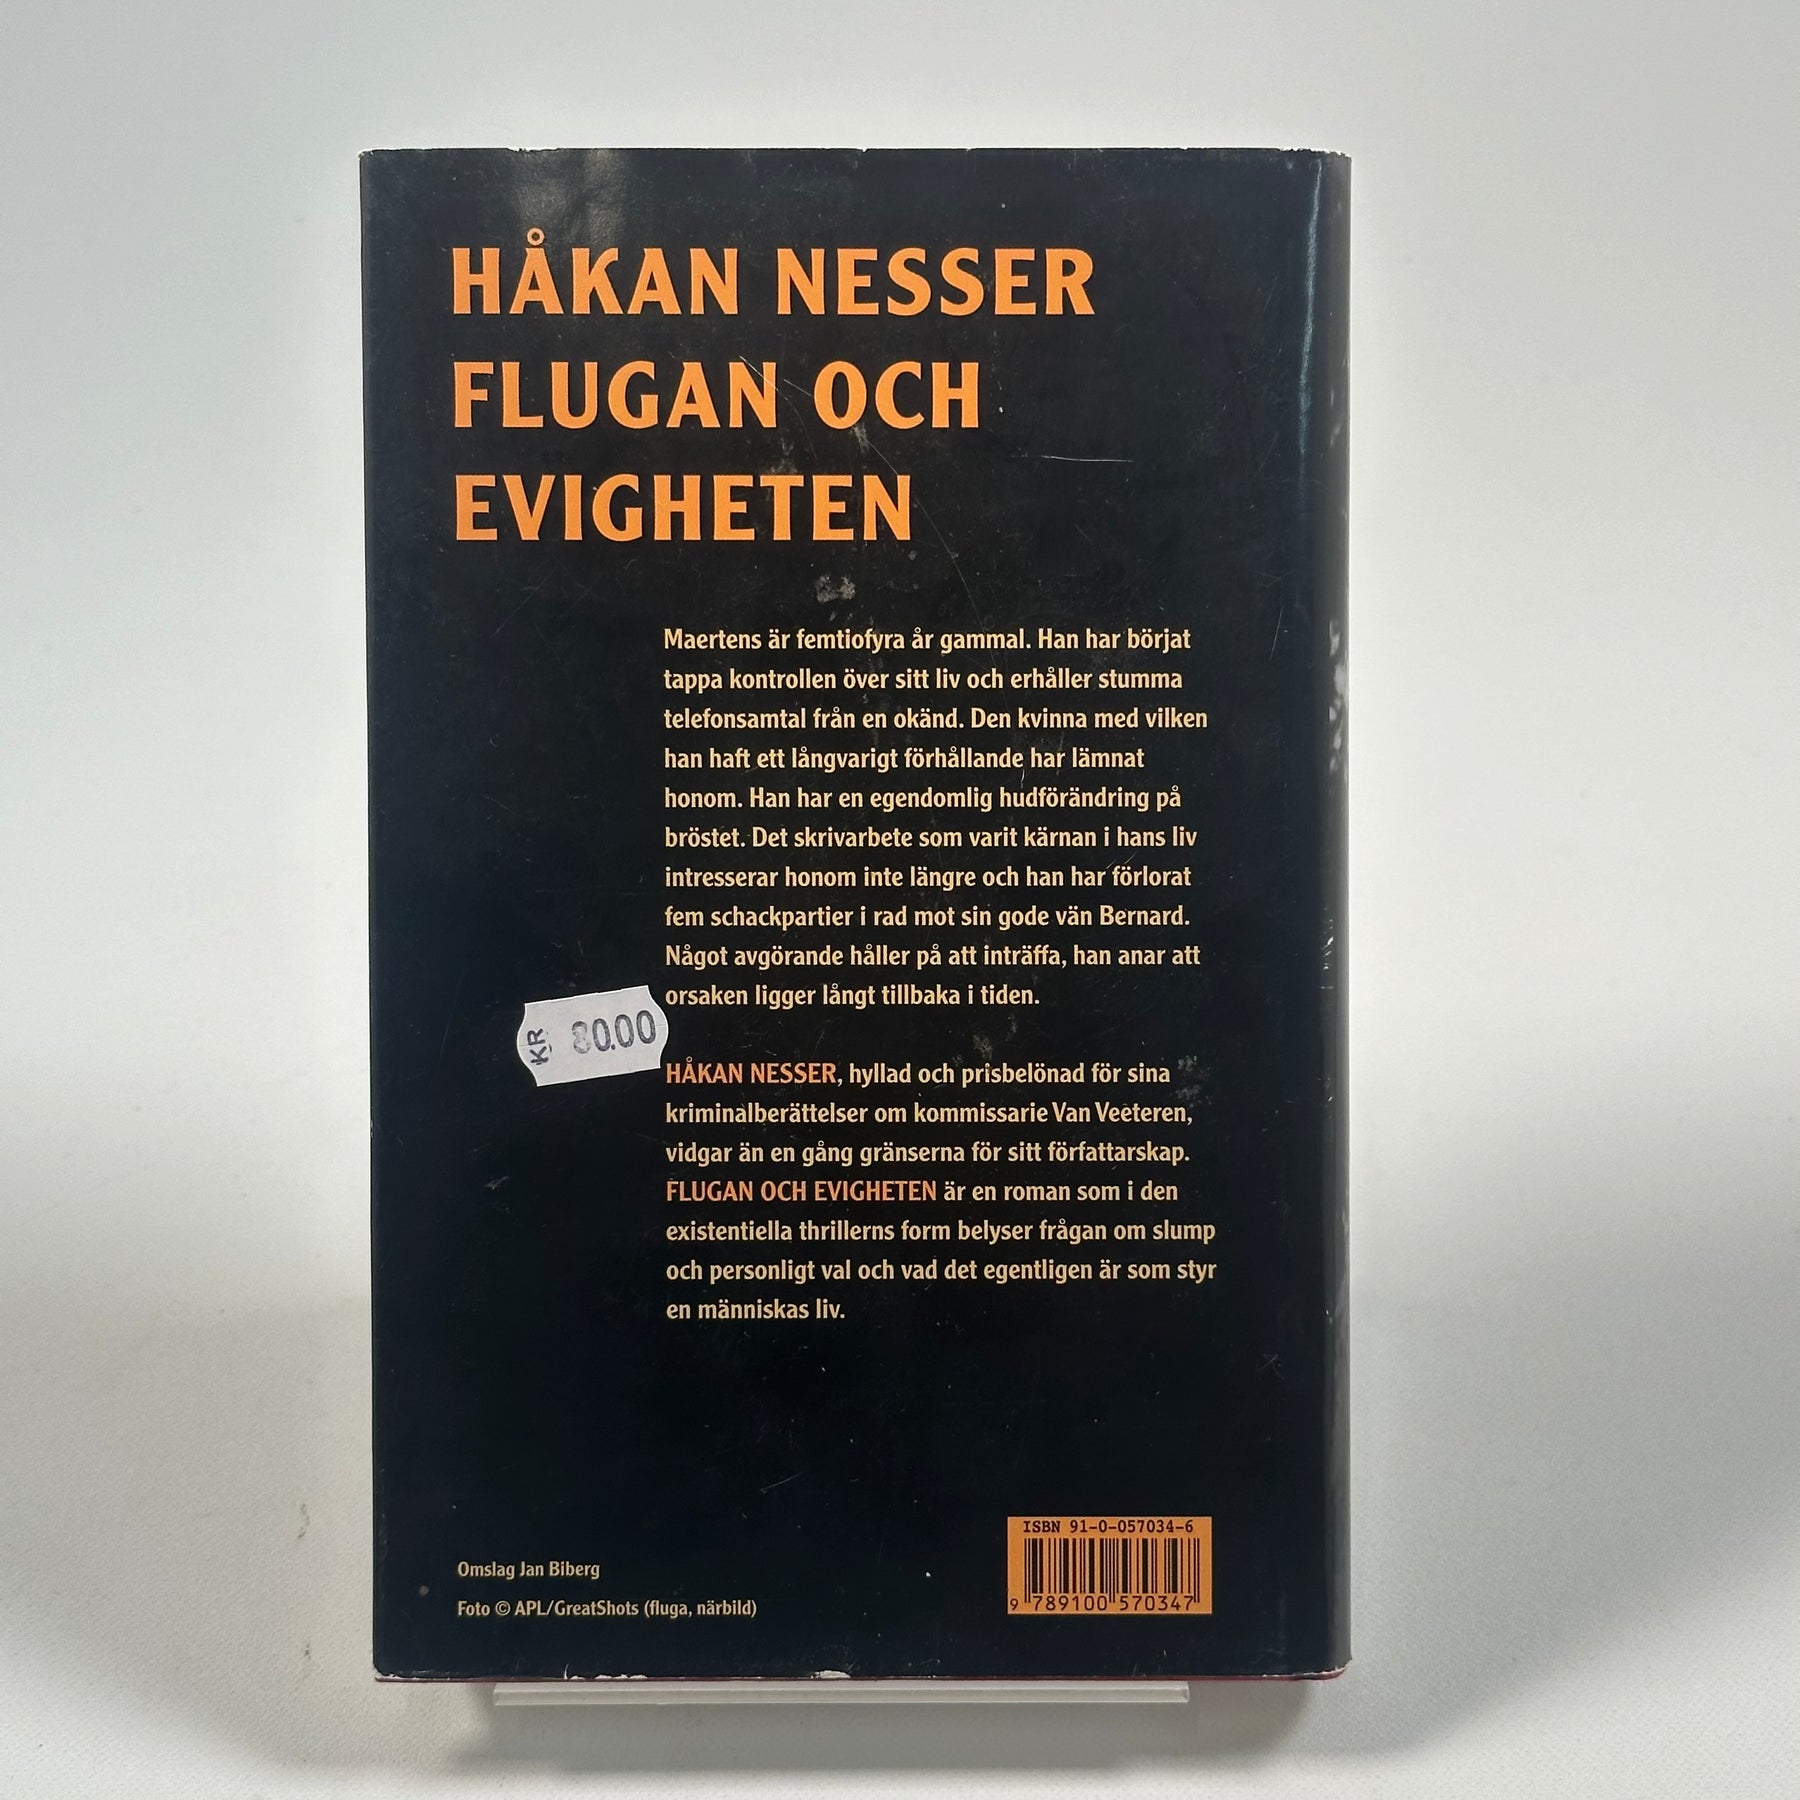 HÅKAN NESSER
FLUGAN OCH
EVIGHETEN
Maertens är femtiofyra år gammal. Han har börjat
tappa kontrollen över sitt liv och erhåller stumma
telefonsamtal från en okänd. Den kvinna med vilken
han haft ett långvarigt förhållande har lämnat
honom. Han har en egendomlig hudförändring på
bröstet. Det skrivarbete som varit kärnan i hans liv
intresserar honom inte längre och han har förlorat
fem schackpartier i rad mot sin gode vän Bernard.
Något avgörande håller på att inträffa, han anar att
orsaken ligger långt tillbaka i tiden.
KR 80.00
HÅKAN NESSER, hyllad och prisbelönad för sina
kriminalberättelser om kommissarie Van Veeteren,
vidgar än en gång gränserna för sitt författarskap.
FLUGAN OCH EVIGHETEN är en roman som i den
existentiella thrillerns form belyser frågan om slump
och personligt val och vad det egentligen är som styr
en människas liv.
Omslag Jan Biberg
Foto © APL/GreatShots (fluga, närbild)
ISBN 91-0-057034-6
9 789100 570347